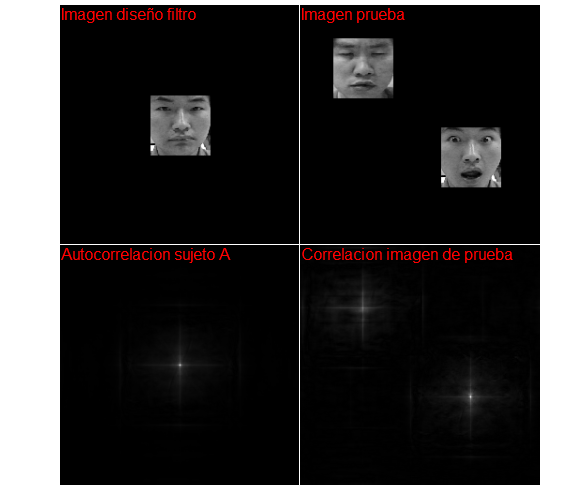 Imagen diseño filtro
Imagen prueba
Autocorrelacion sujeto A
Correlacion imagen de prueba